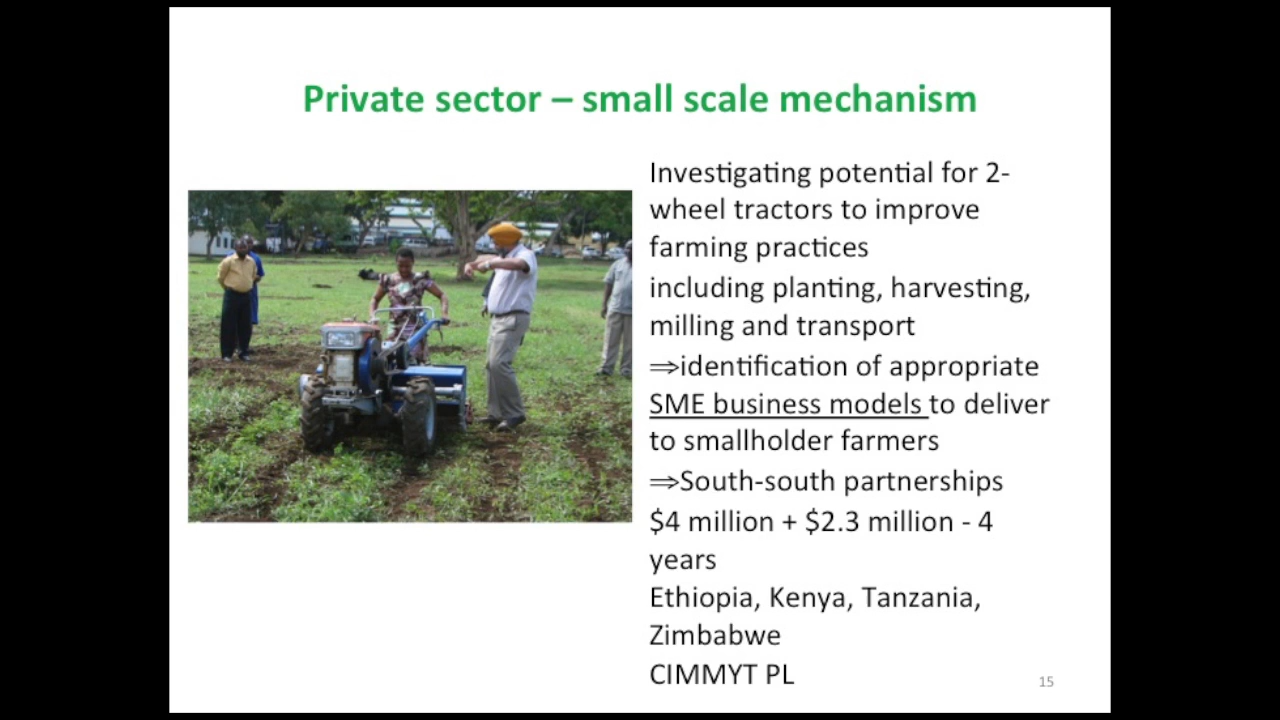 Private sector – small scale mechanism
Investigating potential for 2-
wheel tractors to improve
farming practices
including planting, harvesting,
milling and transport
⇒identification of appropriate
SME business models to deliver
to smallholder farmers
⇒South-south partnerships
$4 million + $2.3 million - 4
years
Ethiopia, Kenya, Tanzania,
Zimbabwe
CIMMYT PL
15